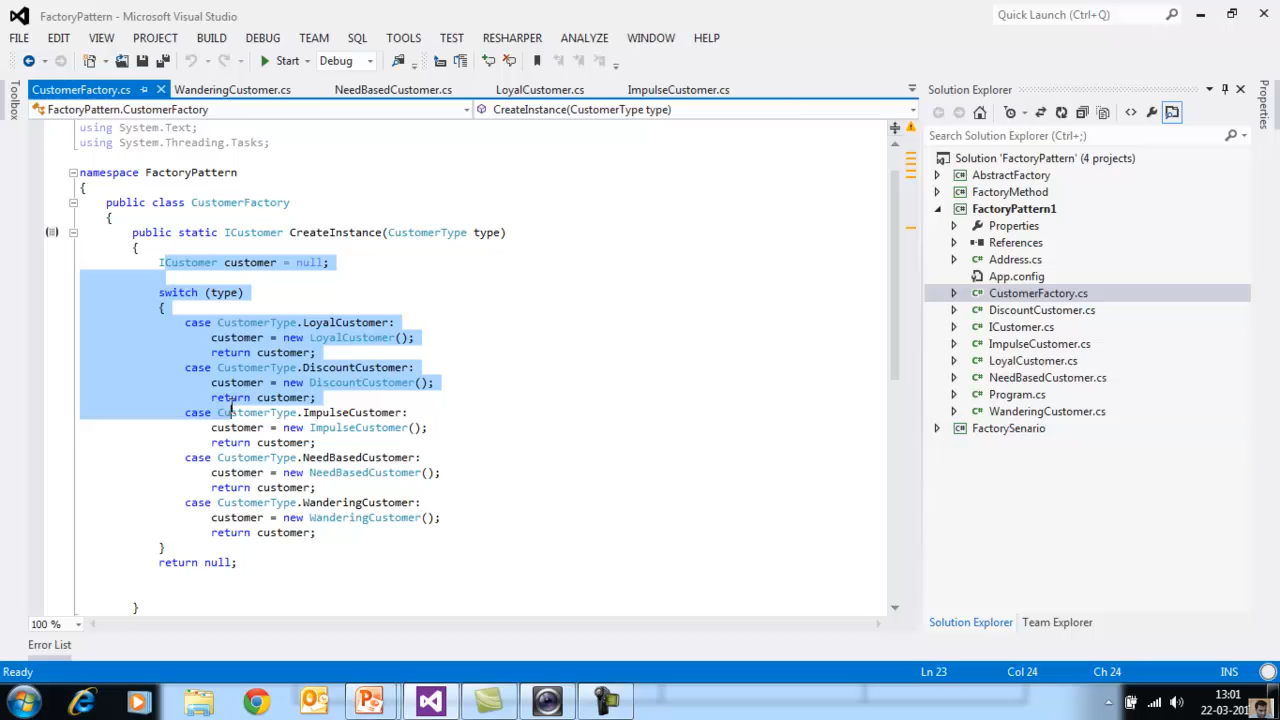 FactoryPattern - Microsoft Visual Studio
Quick Launch (Ctrl+Q)
FILE EDIT VIEW PROJECT BUILD DEBUG TEAM SQL TOOLS TEST RESHARPER ANALYZE WINDOW HELP
Start Debug
Toolbox
CustomerFactory.cs WanderingCustomer.cs NeedBasedCustomer.cs LoyalCustomer.cs ImpulseCustomer.cs
FactoryPattern.CustomerFactory CreateInstance(CustomerType type)
using System.Text;
using System.Threading.Tasks;
namespace FactoryPattern
{
public class CustomerFactory
{
public static ICustomer CreateInstance(CustomerType type)
{
ICustomer customer = null;
switch (type)
{
case CustomerType.LoyalCustomer:
customer = new LoyalCustomer();
return customer;
case CustomerType.DiscountCustomer:
customer = new DiscountCustomer();
return customer;
case CustomerType.ImpulseCustomer:
customer = new ImpulseCustomer();
return customer;
case CustomerType.NeedBasedCustomer:
customer = new NeedBasedCustomer();
return customer;
case CustomerType.WanderingCustomer:
customer = new WanderingCustomer();
return customer;
}
return null;
}
100 %
Error List
Solution Explorer
Search Solution Explorer (Ctrl+;)
Solution 'FactoryPattern' (4 projects)
AbstractFactory
FactoryMethod
FactoryPattern1
Properties
References
Address.cs
App.config
CustomerFactory.cs
DiscountCustomer.cs
ICustomer.cs
ImpulseCustomer.cs
LoyalCustomer.cs
NeedBasedCustomer.cs
Program.cs
WanderingCustomer.cs
FactorySenario
Solution Explorer Team Explorer
Properties
Ready Ln 23 Col 24 Ch 24 INS
13:01